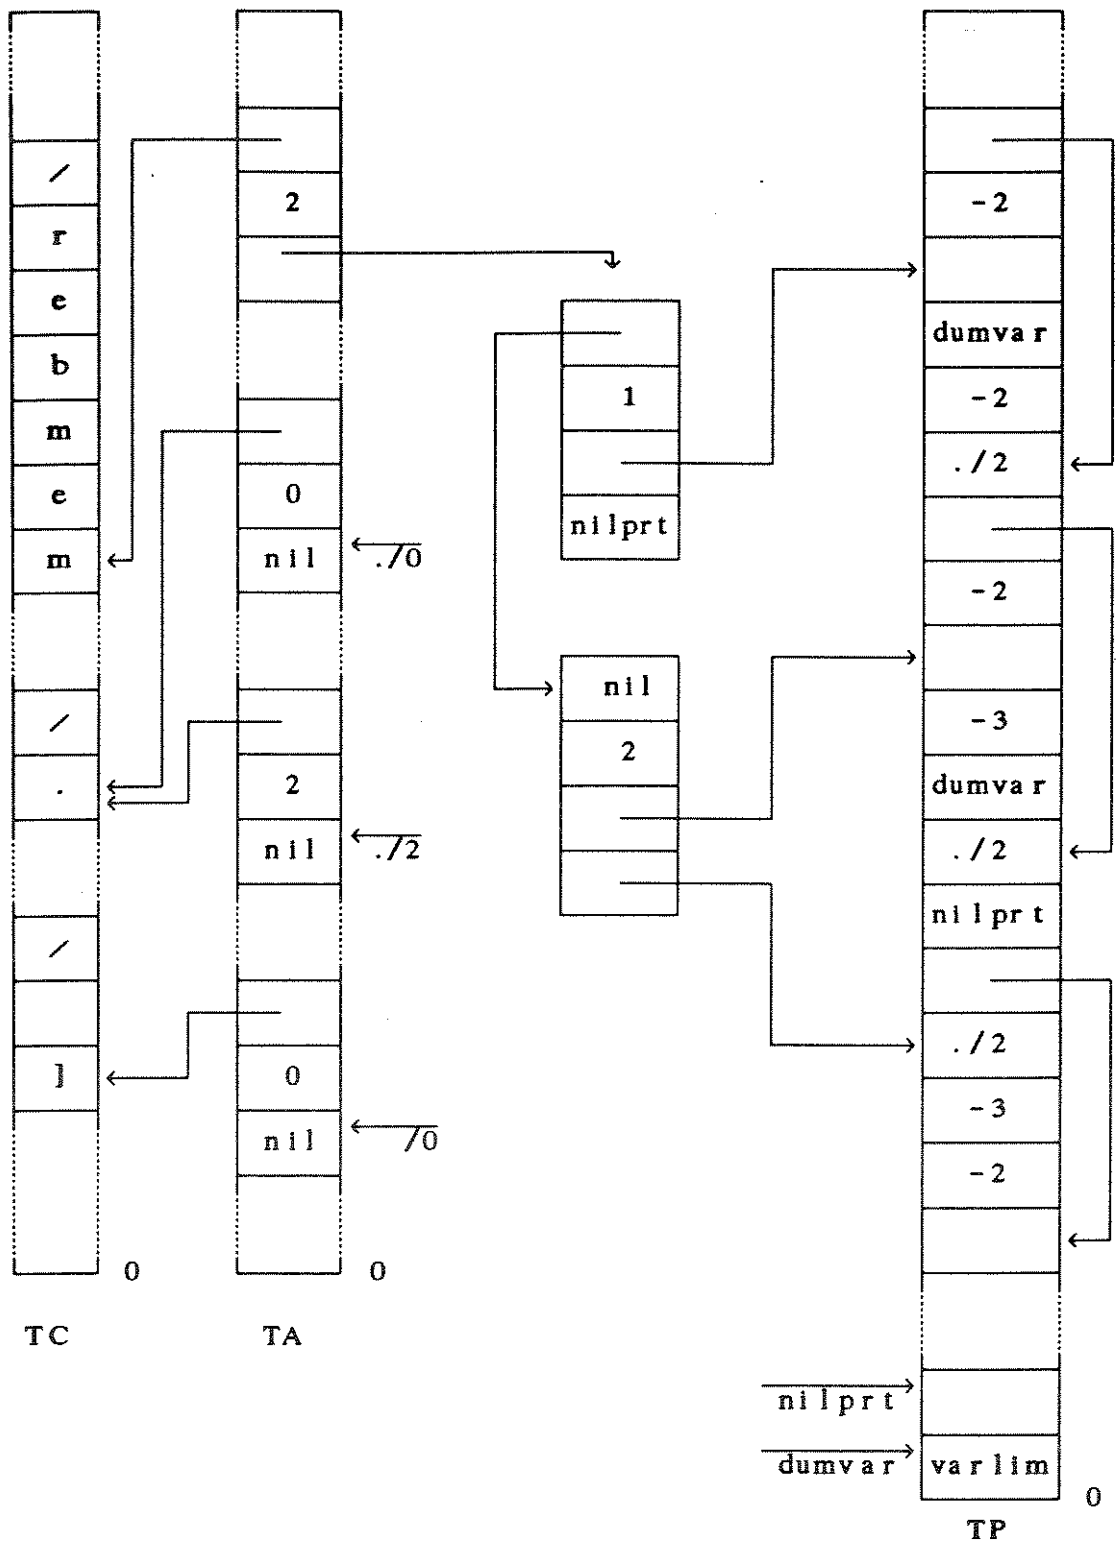 /
r
e
b
m
e
m
/
.
/
]
0
TC
2
0
nil
./0
2
nil
./2
0
nil
/0
0
TA
1
nilprt
nil
2
-2
dumvar
-2
./2
-2
-3
dumvar
./2
nilprt
./2
-3
-2
nilprt
dumvar
varlim
0
TP